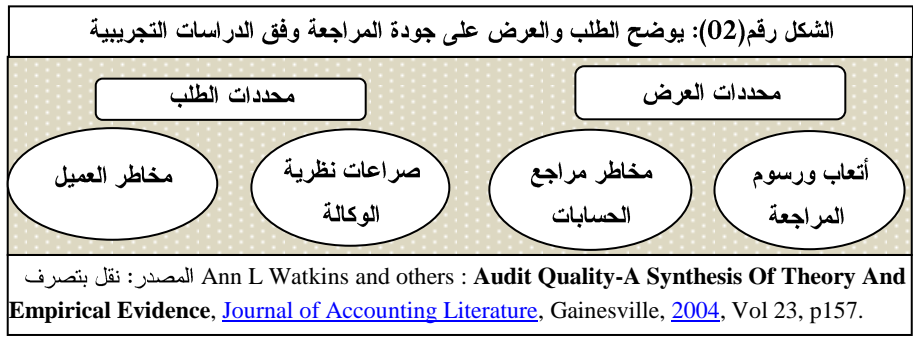 الشكل رقم(02): يوضح الطلب والعرض على جودة المراجعة وفق الدراسات التجريبية
محددات العرض
محددات الطلب
أتعاب ورسوم
المراجعة
مخاطر مراجع
الحسابات
صراعات نظرية
الوكالة
مخاطر العميل
المصدر: نقل بتصرف Ann L Watkins and others : Audit Quality-A Synthesis Of Theory And
Empirical Evidence, Journal of Accounting Literature, Gainesville, 2004, Vol 23, p157.